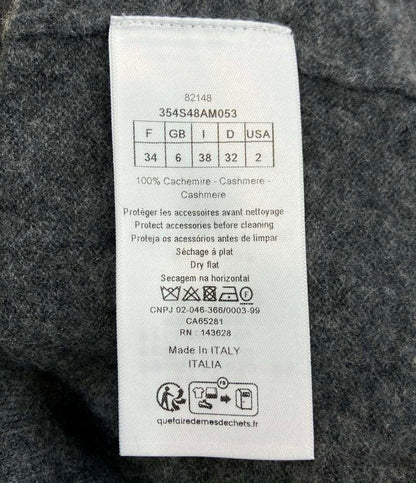 82148
354S48AM053
F GB I D USA
34 6 38 32 2
100% Cachemire - Cashmere -
Cashmere
Protéger les accessoires avant nettoyage
Protect accessories before cleaning
Proteja os acessórios antes de limpar
Séchage à plat
Dry flat
Secagem na horizontal
F
CNPJ 02-046-366/0003-99
CA65281
RN : 143628
Made in ITALY
ITALIA
FR
quefairedemesdechets.fr